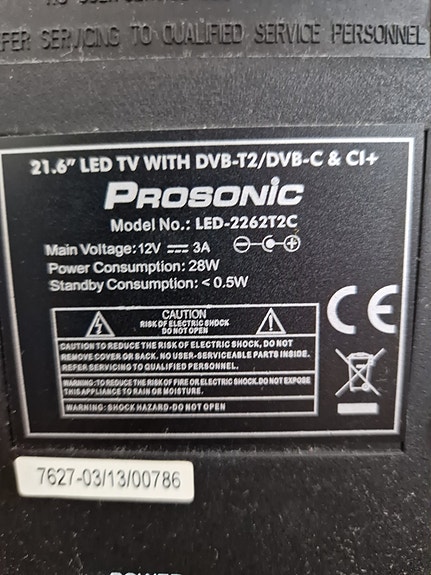 NO USER
REFER SERVICING TO QUALIFIED SERVICE PERSONNEL
21.6" LED TV WITH DVB-T2/DVB-C & CI+
PROSONIC
Model No.: LED-2262T2C
Main Voltage: 12V ⎓ 3A
Power Consumption: 28W
Standby Consumption: < 0.5W
CAUTION
RISK OF ELECTRIC SHOCK
DO NOT OPEN
CAUTION:TO REDUCE THE RISK OF ELECTRIC SHOCK, DO NOT
REMOVE COVER OR BACK. NO USER-SERVICEABLE PARTS INSIDE.
REFER SERVICING TO QUALIFIED PERSONNEL.
WARNING:TO REDUCE THE RISK OF FIRE OR ELECTRIC SHOCK.DO NOT EXPOSE
THIS APPLIANCE TO RAIN OR MOISTURE.
WARNING: SHOCK HAZARD-DO NOT OPEN
CE
7627-03/13/00786